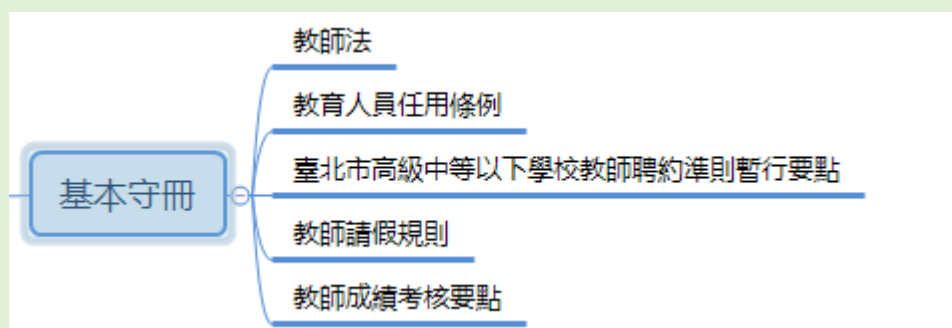 教師法
教育人員任用條例
基本守冊
臺北市高級中等以下學校教師聘約準則暫行要點
教師請假規則
教師成績考核要點